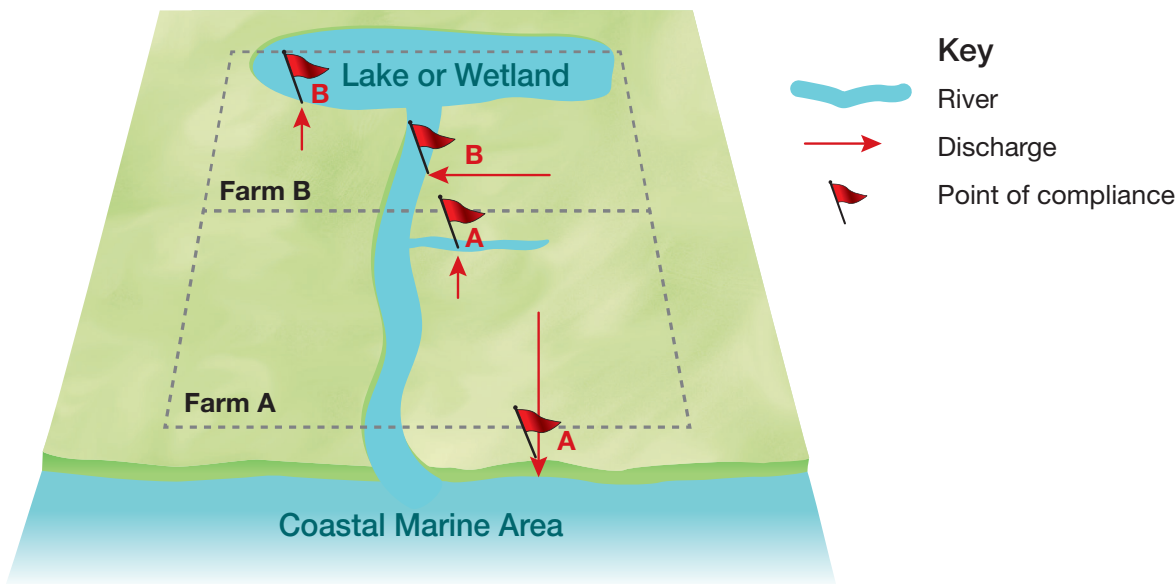 Lake or Wetland
B
B
Farm B
A
Farm A
A
Coastal Marine Area
Key
River
Discharge
Point of compliance